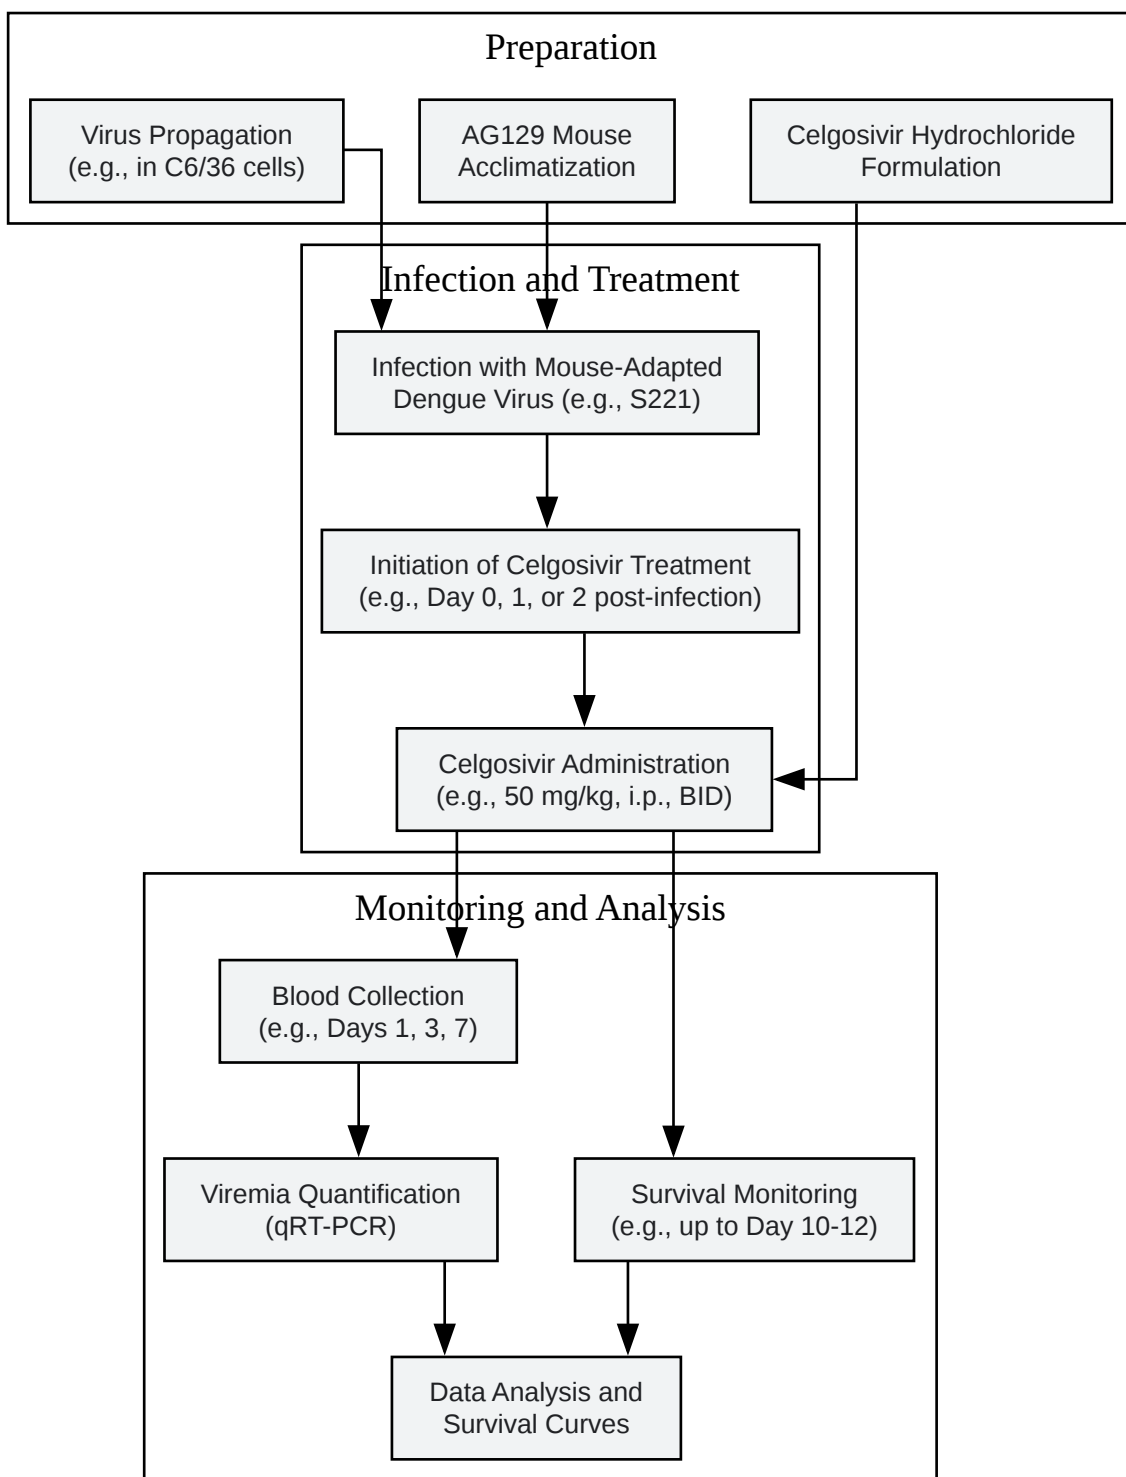 Preparation
Virus Propagation
(e.g., in C6/36 cells)
AG129 Mouse
Acclimatization
Celgosivir Hydrochloride
Formulation
Infection and Treatment
Infection with Mouse-Adapted
Dengue Virus (e.g., S221)
Initiation of Celgosivir Treatment
(e.g., Day 0, 1, or 2 post-infection)
Celgosivir Administration
(e.g., 50 mg/kg, i.p., BID)
Monitoring and Analysis
Blood Collection
(e.g., Days 1, 3, 7)
Viremia Quantification
(qRT-PCR)
Survival Monitoring
(e.g., up to Day 10-12)
Data Analysis and
Survival Curves